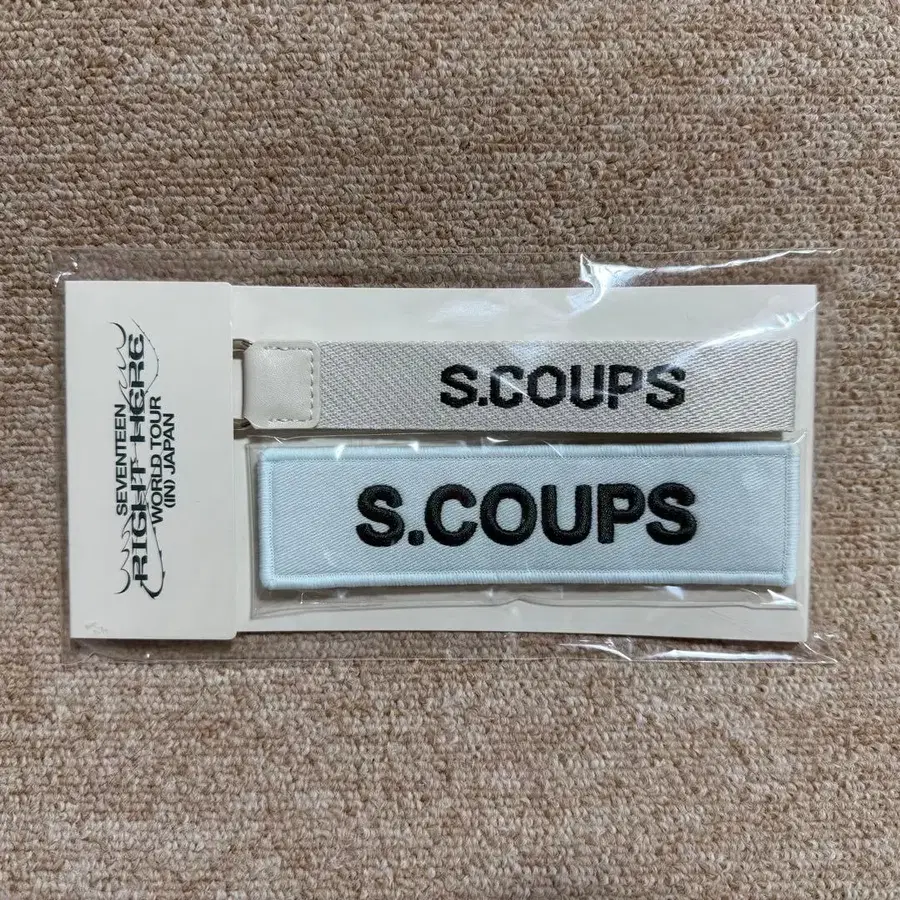 SEVENTEEN
RIGHT HERE
WORLD TOUR
(IN) JAPAN
S.COUPS
S.COUPS